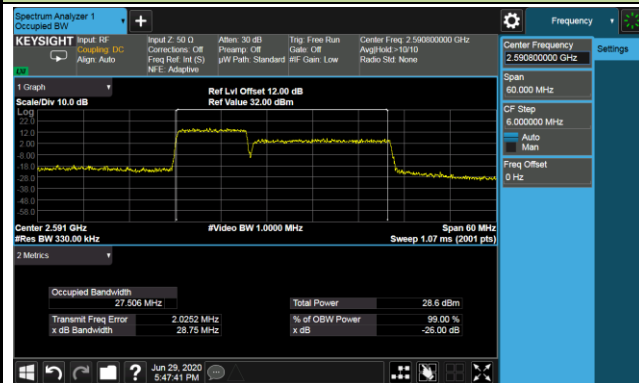 Spectrum Analyzer 1
Occupied BW
Frequency
KEYSIGHT
Input: RF
Coupling: DC
Align: Auto
Input Z: 50 Ω
Corrections: Off
Freq Ref: Int (S)
NFE: Adaptive
Atten: 30 dB
Preamp: Off
µW Path: Standard
Trig: Free Run
Gate: Off
#IF Gain: Low
Center Freq: 2.590800000 GHz
Avg|Hold:>10/10
Radio Std: None
Center Frequency
2.590800000 GHz
Settings
Span
60.000 MHz
CF Step
6.000000 MHz
Auto
Man
Freq Offset
0 Hz
1 Graph
Scale/Div 10.0 dB
Ref Lvl Offset 12.00 dB
Ref Value 32.00 dBm
Log
22.0
12.0
2.00
-8.00
-18.0
-28.0
-38.0
-48.0
-58.0
Center 2.591 GHz
#Res BW 330.00 kHz
#Video BW 1.0000 MHz
Span 60 MHz
Sweep 1.07 ms (2001 pts)
2 Metrics
Occupied Bandwidth
27.506 MHz
Total Power 28.6 dBm
Transmit Freq Error 2.0252 MHz
% of OBW Power 99.00 %
x dB Bandwidth 28.75 MHz
x dB -26.00 dB
Jun 29, 2020
5:47:41 PM